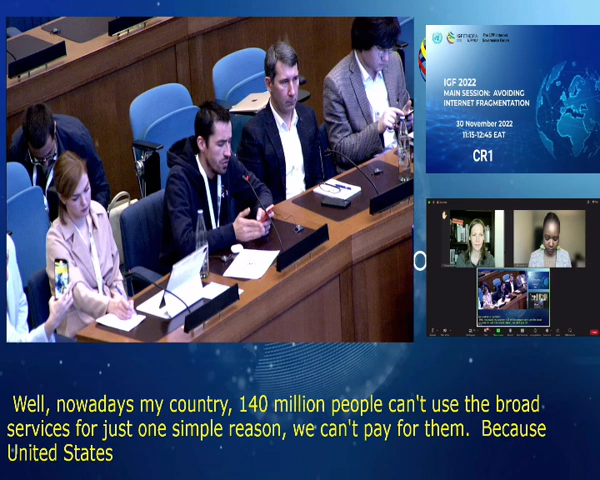 IGF 2022
MAIN SESSION: AVOIDING
INTERNET FRAGMENTATION
30 November 2022
11:15-12:45 EAT
CR1
Well, nowadays my country, 140 million people can't use the broad
services for just one simple reason, we can't pay for them. Because
United States